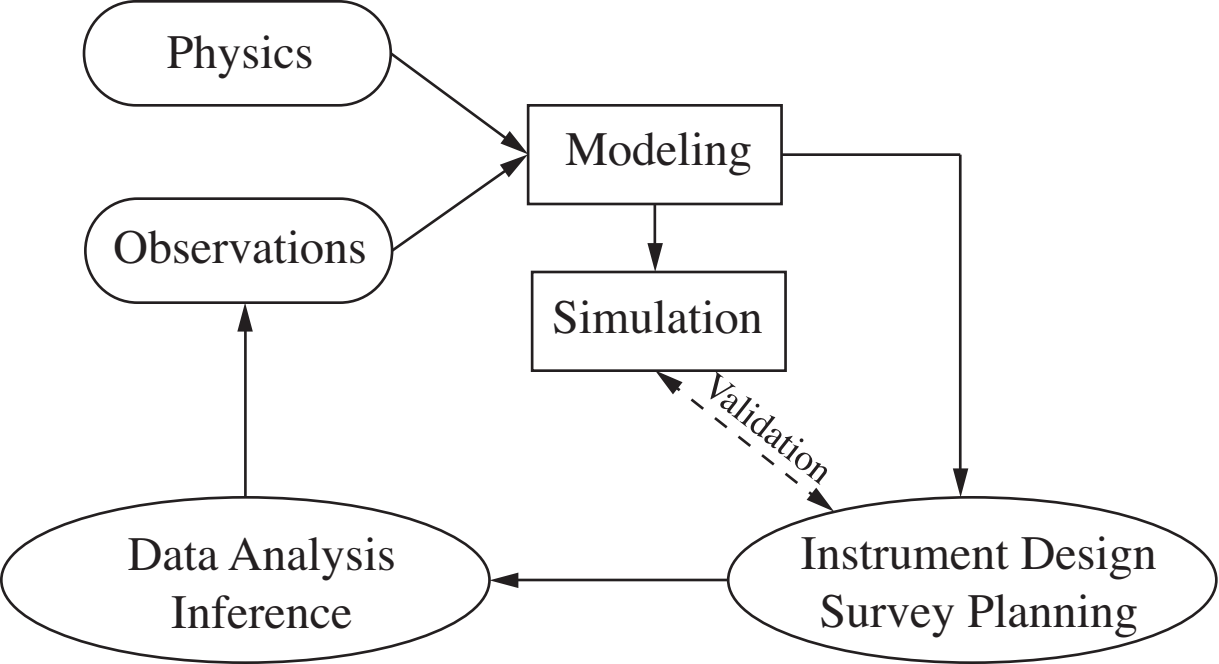 Physics
Modeling
Observations
Simulation
Validation
Data Analysis
Inference
Instrument Design
Survey Planning